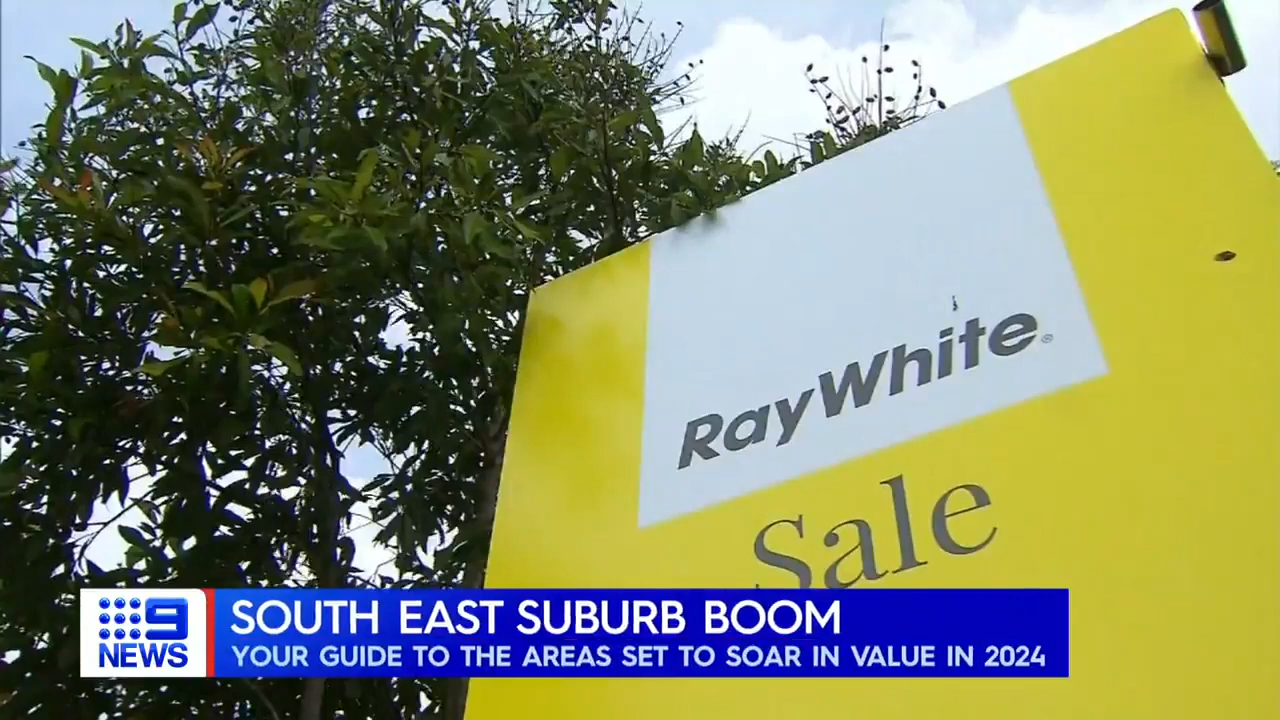 RayWhite®
Sale
9
NEWS
SOUTH EAST SUBURB BOOM
YOUR GUIDE TO THE AREAS SET TO SOAR IN VALUE IN 2024